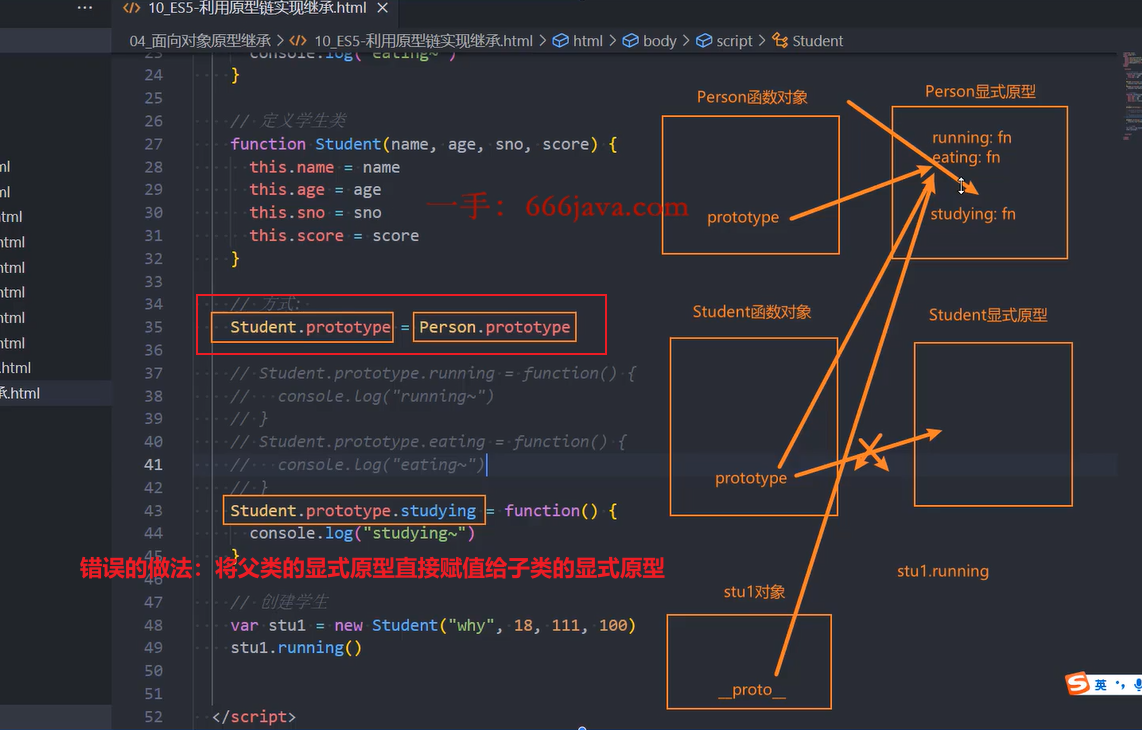 10_ES5-利用原型链实现继承.html
04_面向对象原型继承 > 10_ES5-利用原型链实现继承.html > html > body > script > Student
23 console.log("eating~")
24 }
25
26 // 定义学生类
27 function Student(name, age, sno, score) {
28 this.name = name
29 this.age = age
30 this.sno = sno
31 this.score = score
32 }
33
34 // 方式:
35 Student.prototype = Person.prototype
36
37 // Student.prototype.running = function() {
38 // console.log("running~")
39 // }
40 // Student.prototype.eating = function() {
41 // console.log("eating~")
42 // }
43 Student.prototype.studying = function() {
44 console.log("studying~")
45 }
错误的做法：将父类的显式原型直接赋值给子类的显式原型
46
47 // 创建学生
48 var stu1 = new Student("why", 18, 111, 100)
49 stu1.running()
50
51
52 </script>
ml
ml
tml
html
html
html
html
html
.html
承.html
一手：666java.com
Person函数对象
prototype
Person显式原型
running: fn
eating: fn
studying: fn
Student函数对象
prototype
Student显式原型
stu1.running
stu1对象
__proto__
英